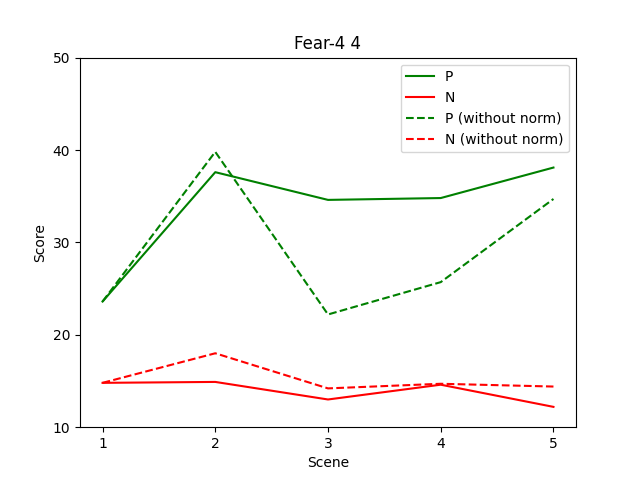 Fear-4 4
50
40
30
20
10
Score
1 2 3 4 5
Scene
P
N
P (without norm)
N (without norm)